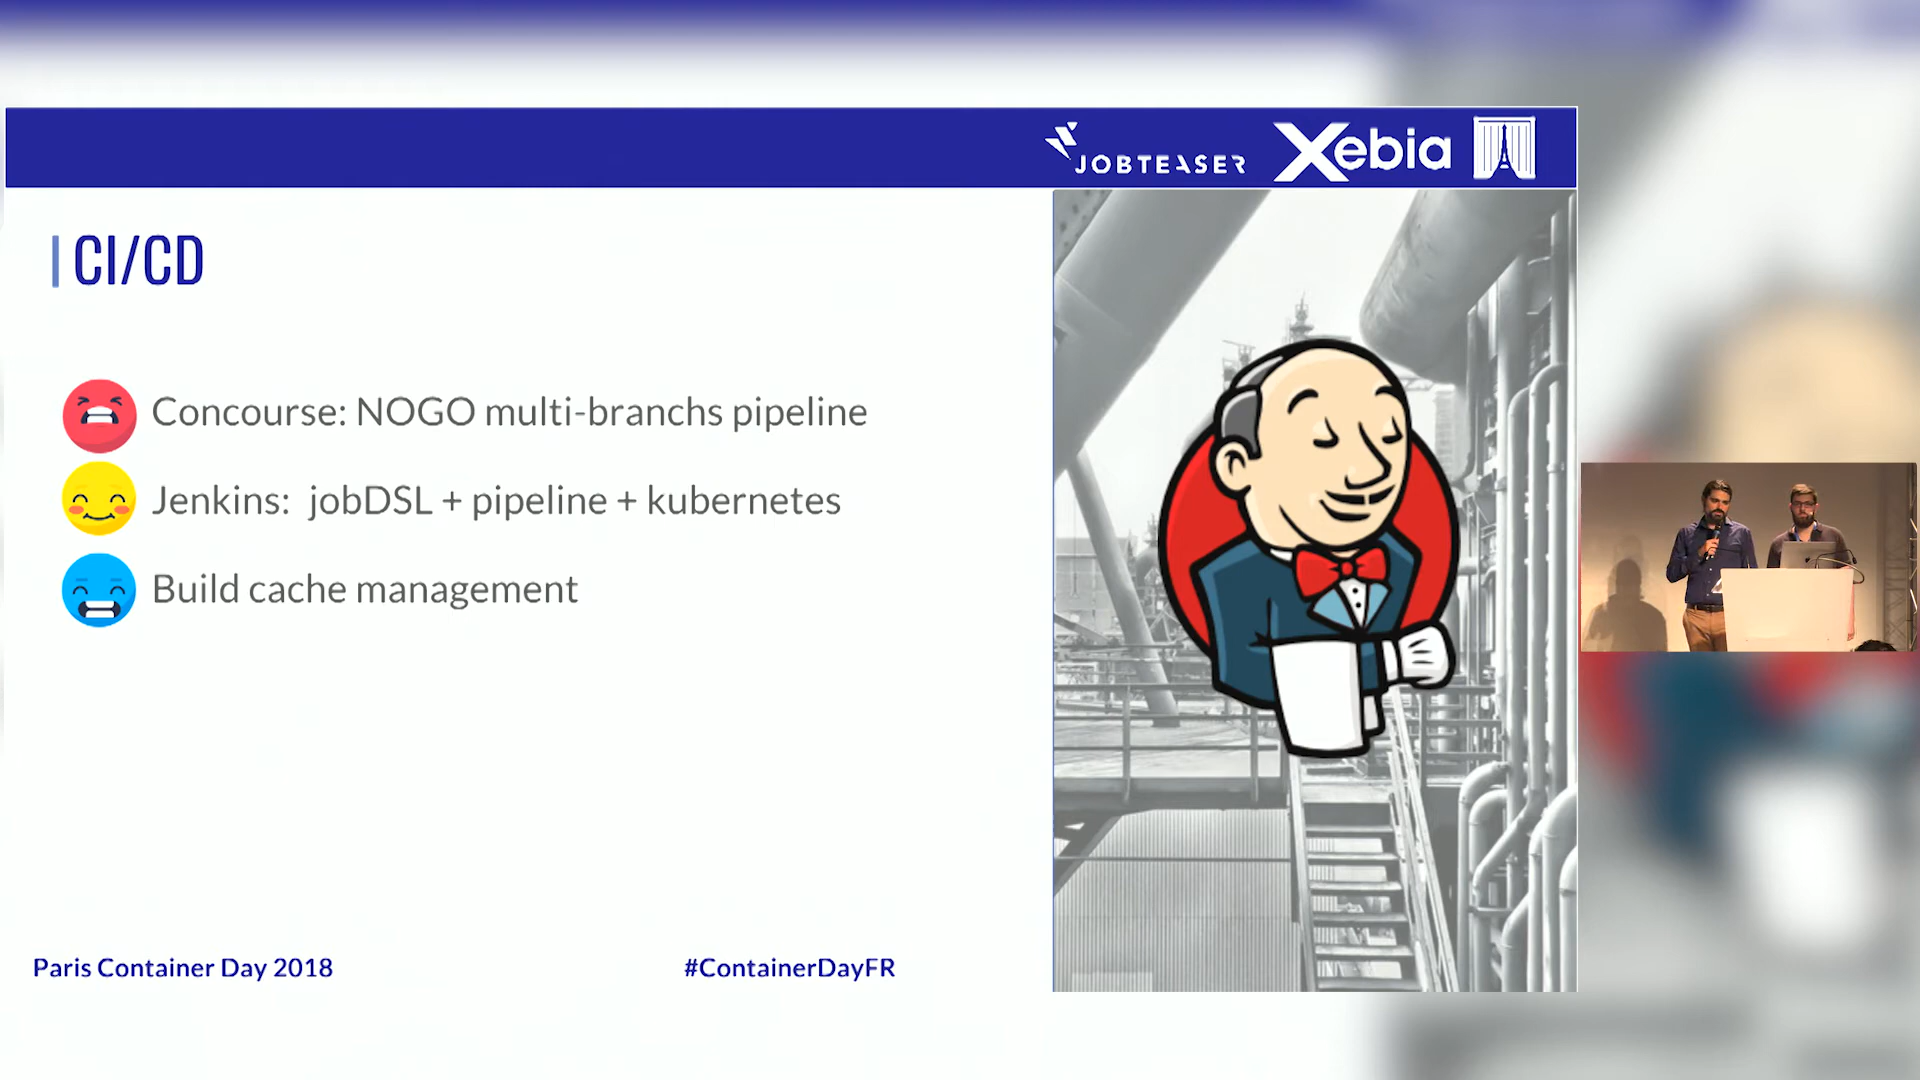 JOBTEASER
Xebia
CI/CD
Concourse: NOGO multi-branchs pipeline
Jenkins: jobDSL + pipeline + kubernetes
Build cache management
Paris Container Day 2018
#ContainerDayFR